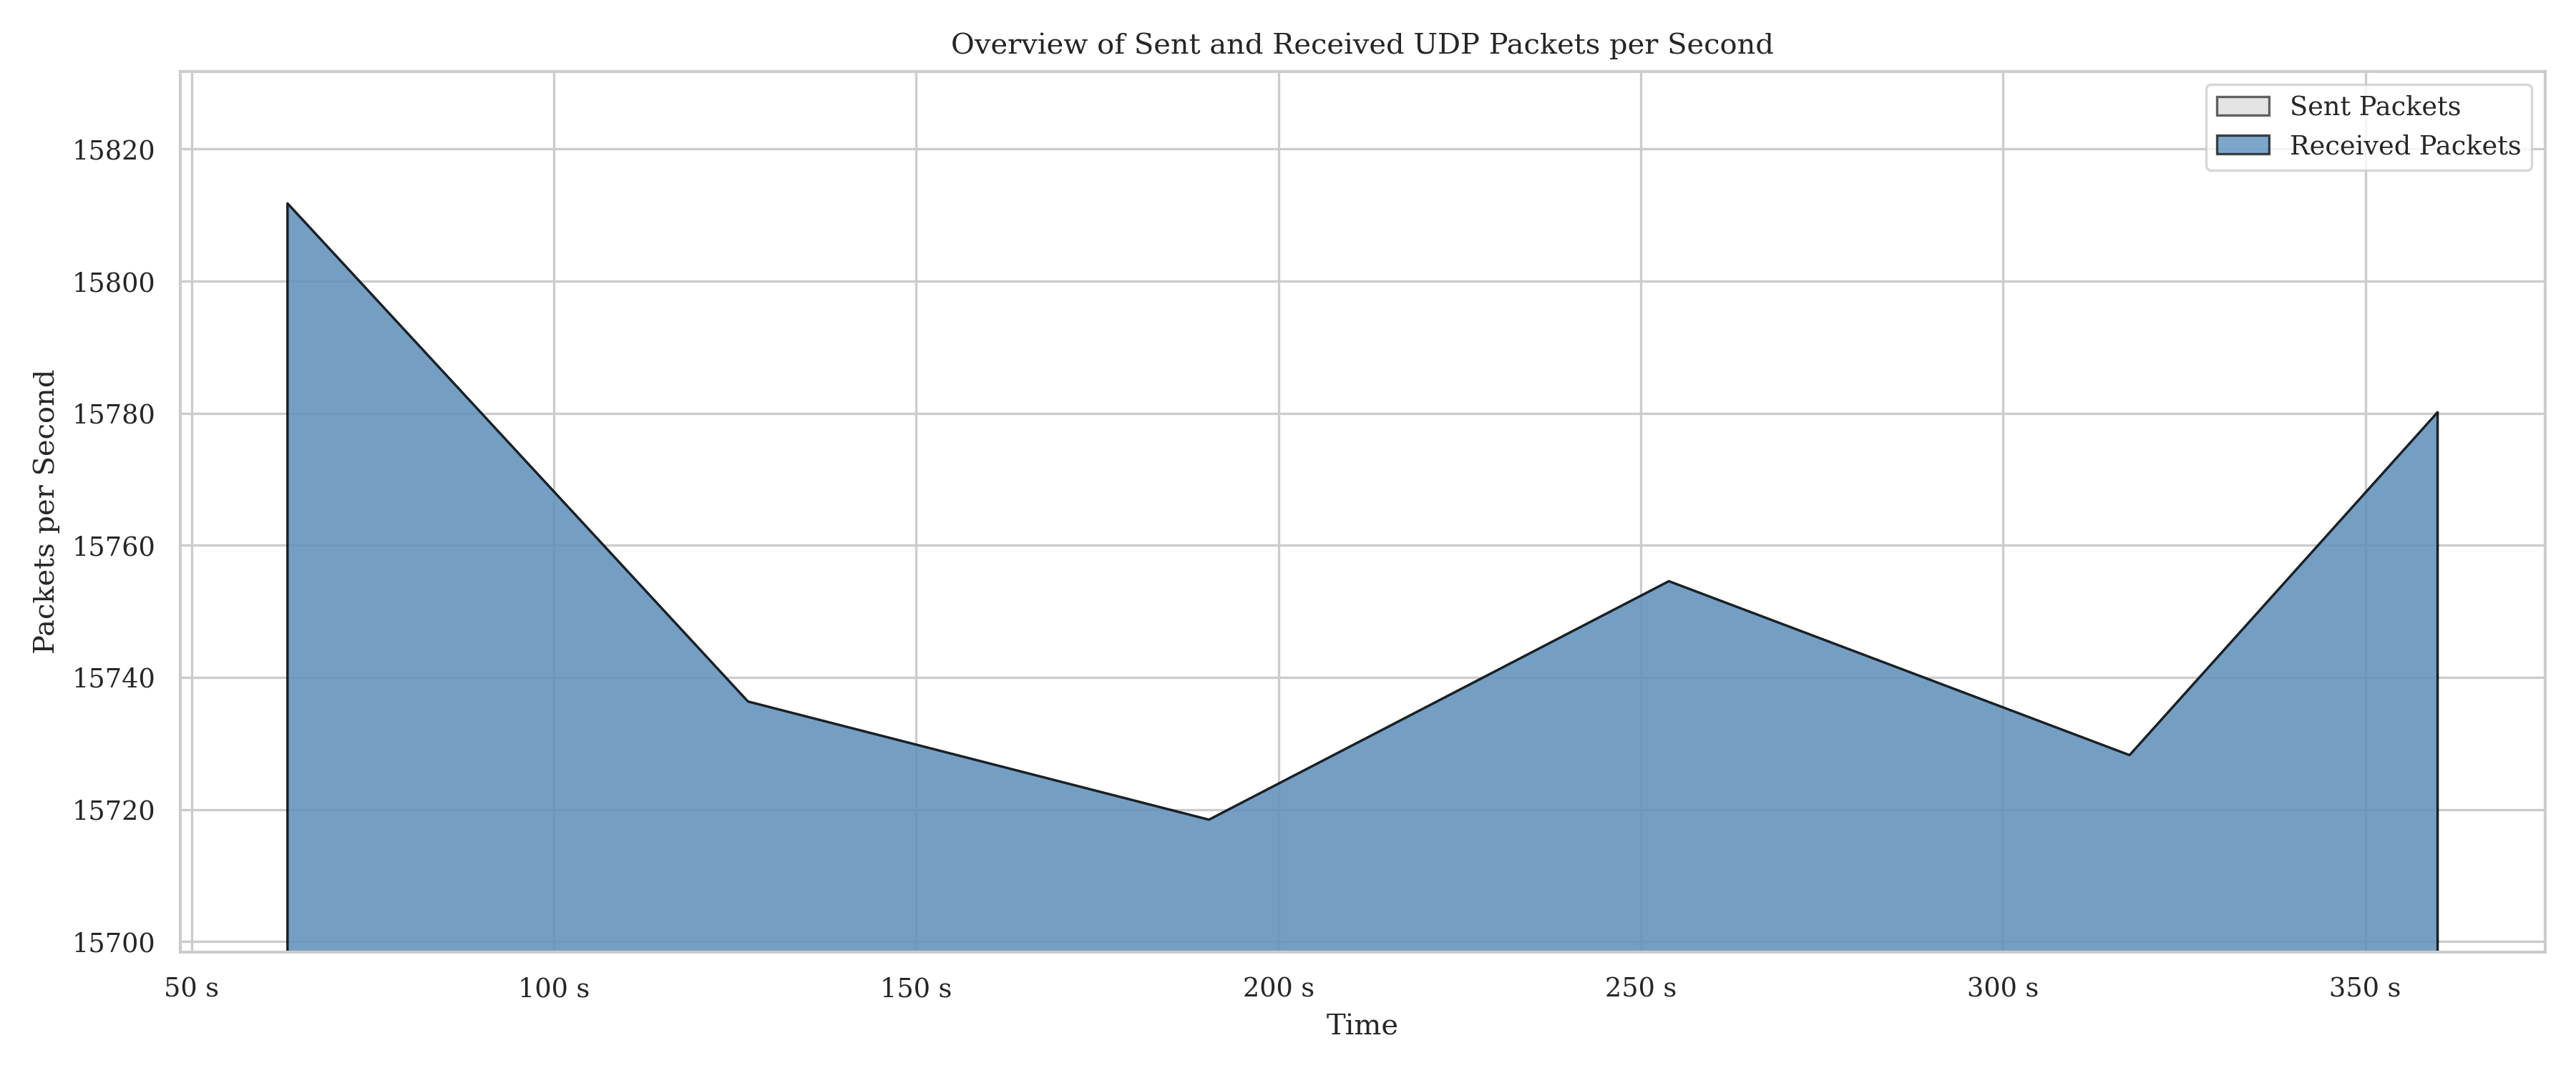 Overview of Sent and Received UDP Packets per Second
Sent Packets
Received Packets
Packets per Second
15820
15800
15780
15760
15740
15720
15700
50 s
100 s
150 s
200 s
250 s
300 s
350 s
Time